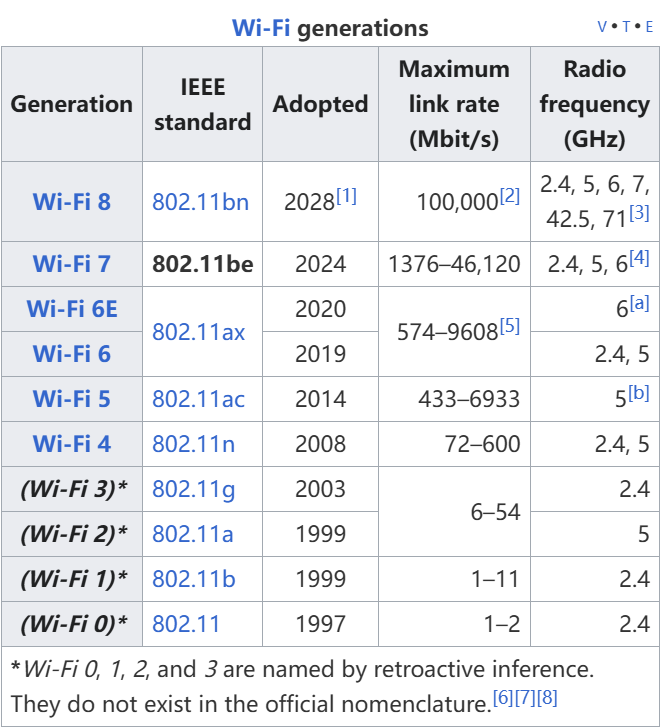 Wi-Fi generations V • T • E
Generation IEEE standard Adopted Maximum link rate (Mbit/s) Radio frequency (GHz)
Wi-Fi 8 802.11bn 2028[1] 100,000[2] 2.4, 5, 6, 7, 42.5, 71[3]
Wi-Fi 7 802.11be 2024 1376–46,120 2.4, 5, 6[4]
Wi-Fi 6E 802.11ax 2020 574–9608[5] 6[a]
Wi-Fi 6 2019 2.4, 5
Wi-Fi 5 802.11ac 2014 433–6933 5[b]
Wi-Fi 4 802.11n 2008 72–600 2.4, 5
(Wi-Fi 3)* 802.11g 2003 6–54 2.4
(Wi-Fi 2)* 802.11a 1999 5
(Wi-Fi 1)* 802.11b 1999 1–11 2.4
(Wi-Fi 0)* 802.11 1997 1–2 2.4
*Wi-Fi 0, 1, 2, and 3 are named by retroactive inference.
They do not exist in the official nomenclature.[6][7][8]